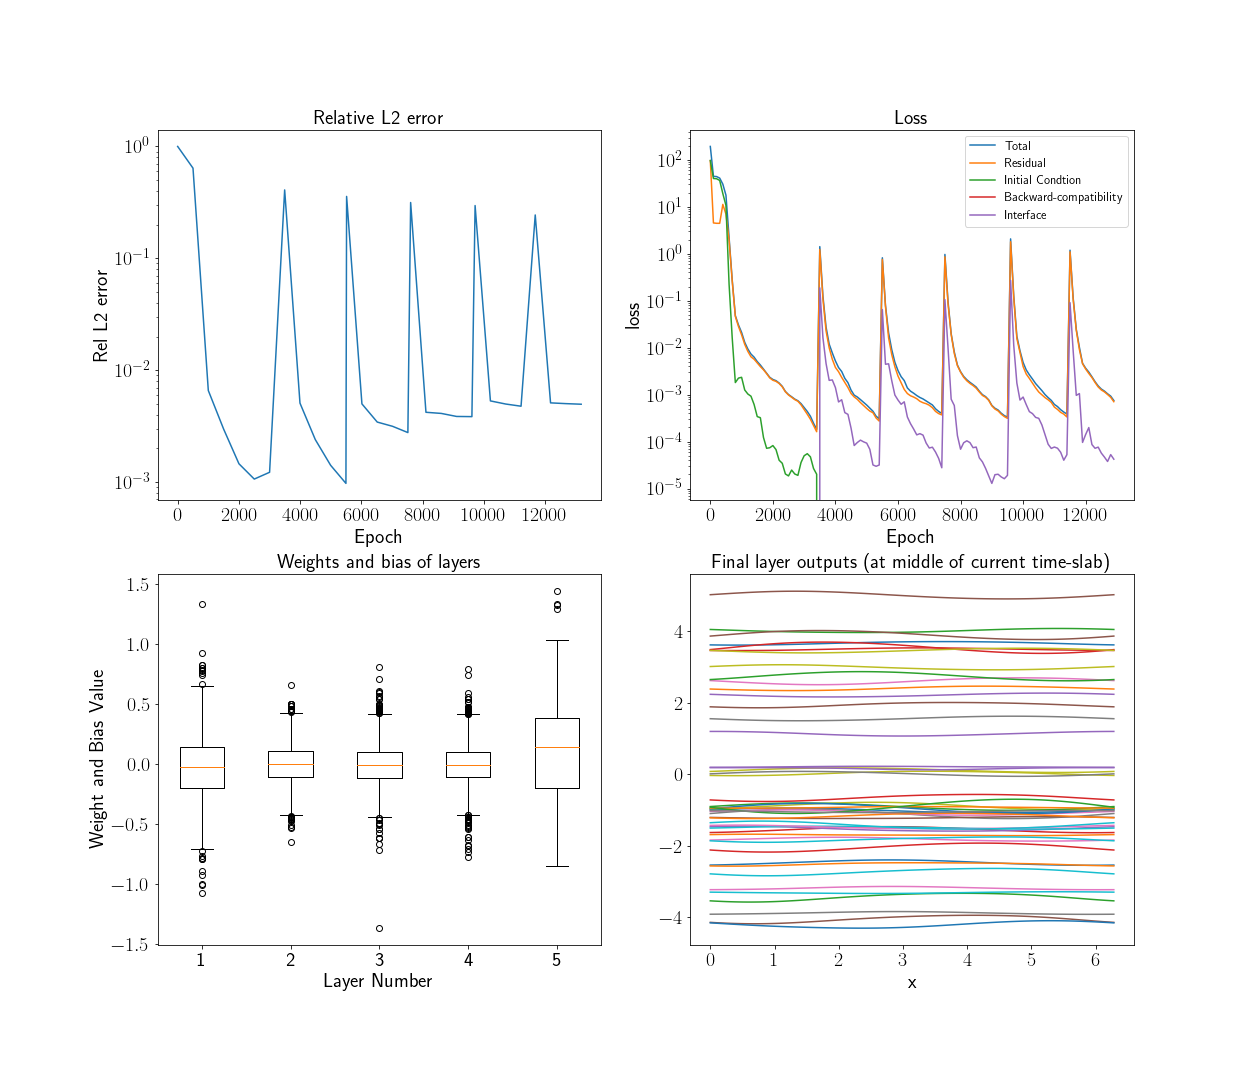 Relative L2 error
10^0
10^−1
10^−2
10^−3
Rel L2 error
0 2000 4000 6000 8000 10000 12000
Epoch
Loss
10^2
10^1
10^0
10^−1
10^−2
10^−3
10^−4
10^−5
loss
Total
Residual
Initial Condtion
Backward-compatibility
Interface
0 2000 4000 6000 8000 10000 12000
Epoch
Weights and bias of layers
1.5
1.0
0.5
0.0
−0.5
−1.0
−1.5
Weight and Bias Value
1 2 3 4 5
Layer Number
Final layer outputs (at middle of current time-slab)
4
2
0
−2
−4
0 1 2 3 4 5 6
x